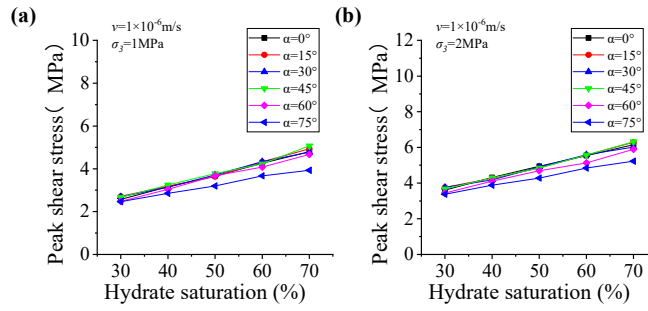 (a)
v=1×10⁻⁶m/s
σ₃=1MPa
α=0°
α=15°
α=30°
α=45°
α=60°
α=75°
10
8
6
4
2
0
Peak shear stress( MPa)
30 40 50 60 70
Hydrate saturation (%)
(b)
v=1×10⁻⁶m/s
σ₃=2MPa
α=0°
α=15°
α=30°
α=45°
α=60°
α=75°
12
10
8
6
4
2
0
Peak shear stress( MPa)
30 40 50 60 70
Hydrate saturation (%)